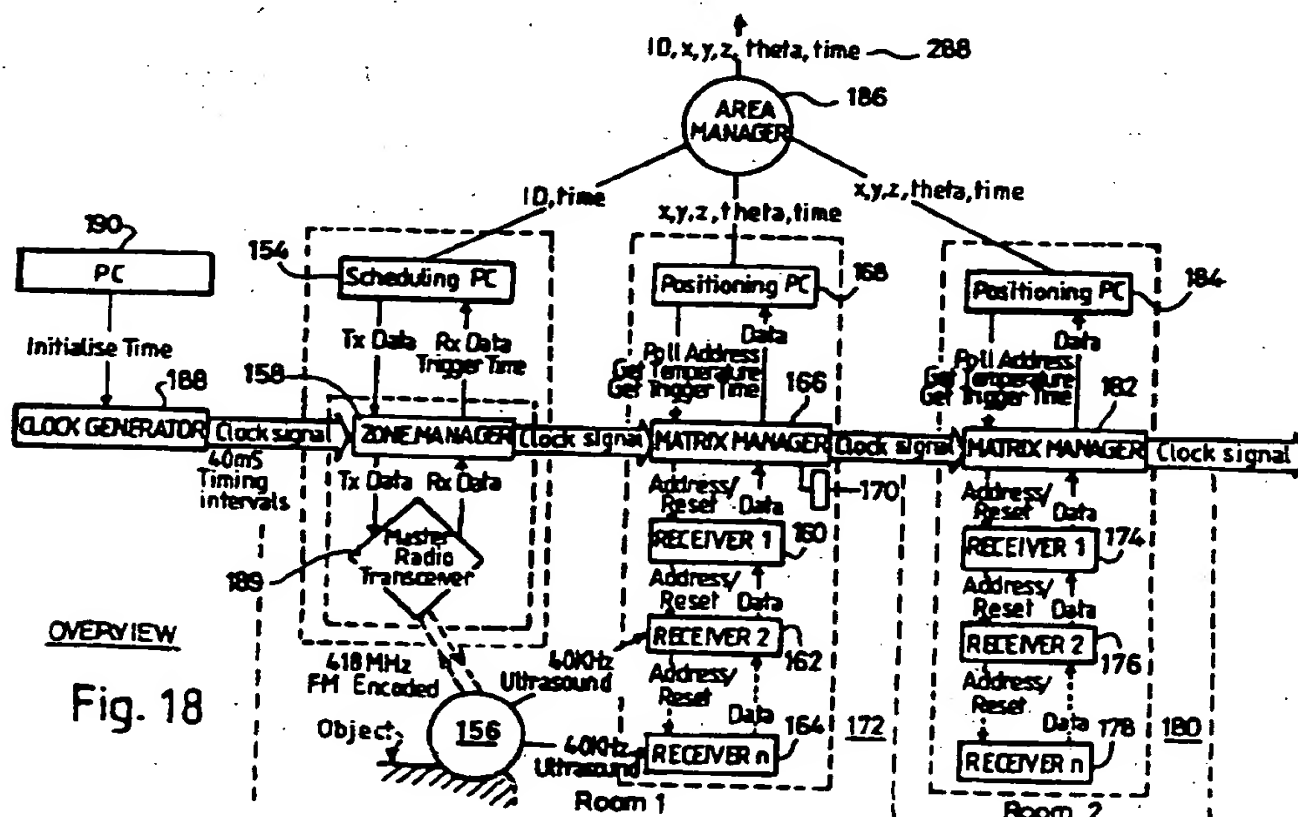 ID, x, y, z, theta, time 288
AREA
MANAGER
186
ID, time
x, y, z, theta, time
x, y, z, theta, time
190
PC
154
Scheduling PC
Positioning PC
168
Positioning PC
184
Initialise Time
Tx Data
Rx Data
Trigger Time
Data
Poll Address
Get Temperature
Get Trigger Time
Data
Poll Address
Get Temperature
Get Trigger Time
188
158
166
182
CLOCK GENERATOR
Clock signal
ZONE MANAGER
Clock signal
MATRIX MANAGER
Clock signal
MATRIX MANAGER
Clock signal
40mS
Timing
intervals
Tx Data
Rx Data
Address/
Reset
Data
170
Address/
Reset
Data
189
Master
Radio
Transceiver
RECEIVER 1
160
RECEIVER 1
174
Address/
Reset
Data
Address/
Reset
Data
OVERVIEW
RECEIVER 2
162
RECEIVER 2
176
418MHz
FM Encoded
40KHz
Ultrasound
Address/
Reset
Data
Address/
Reset
Data
Fig. 18
Object
156
40KHz
Ultrasound
RECEIVER n
164
172
RECEIVER n
178
180
Room 1
Room 2